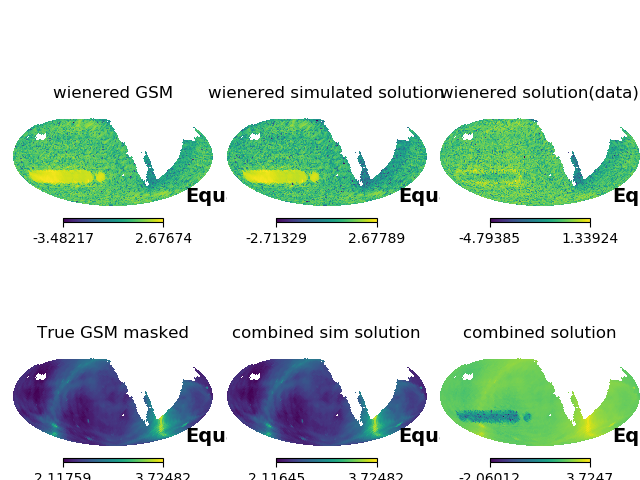 wienered GSM
wienered simulated solution
wienered solution(data)
Equ
Equ
Eq
-3.48217 2.67674
-2.71329 2.67789
-4.79385 1.33924
True GSM masked
combined sim solution
combined solution
Equ
Equ
Eq
2.11759 3.72482
2.11645 3.72482
-2.06012 3.7247